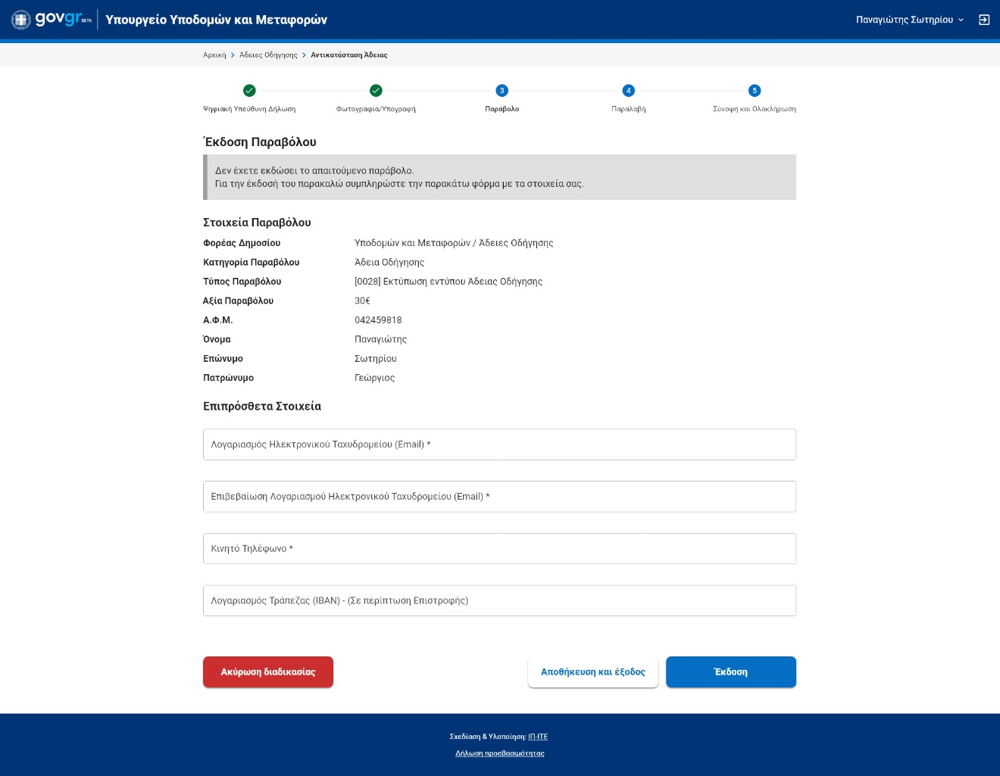 govgr BETA Υπουργείο Υποδομών και Μεταφορών
Παναγιώτης Σωτηρίου
Αρχική > Άδειες Οδήγησης > Αντικατάσταση Άδειας
3 4 5
Ψηφιακή Υπεύθυνη Δήλωση Φωτογραφία/Υπογραφή Παράβολο Παραλαβή Σύνοψη και Ολοκλήρωση
Έκδοση Παραβόλου
Δεν έχετε εκδώσει το απαιτούμενο παράβολο.
Για την έκδοσή του παρακαλώ συμπληρώστε την παρακάτω φόρμα με τα στοιχεία σας.
Στοιχεία Παραβόλου
Φορέας Δημοσίου Υποδομών και Μεταφορών / Άδειες Οδήγησης
Κατηγορία Παραβόλου Άδεια Οδήγησης
Τύπος Παραβόλου [0028] Εκτύπωση εντύπου Άδειας Οδήγησης
Αξία Παραβόλου 30€
Α.Φ.Μ. 042459818
Όνομα Παναγιώτης
Επώνυμο Σωτηρίου
Πατρώνυμο Γεώργιος
Επιπρόσθετα Στοιχεία
Λογαριασμός Ηλεκτρονικού Ταχυδρομείου (Email) *
Επιβεβαίωση Λογαριασμού Ηλεκτρονικού Ταχυδρομείου (Email) *
Κινητό Τηλέφωνο *
Λογαριασμός Τράπεζας (IBAN) - (Σε περίπτωση Επιστροφής)
Ακύρωση διαδικασίας Αποθήκευση και έξοδος Έκδοση
Σχεδίαση & Υλοποίηση: ΙΠ-ΙΤΕ
Δήλωση προσβασιμότητας